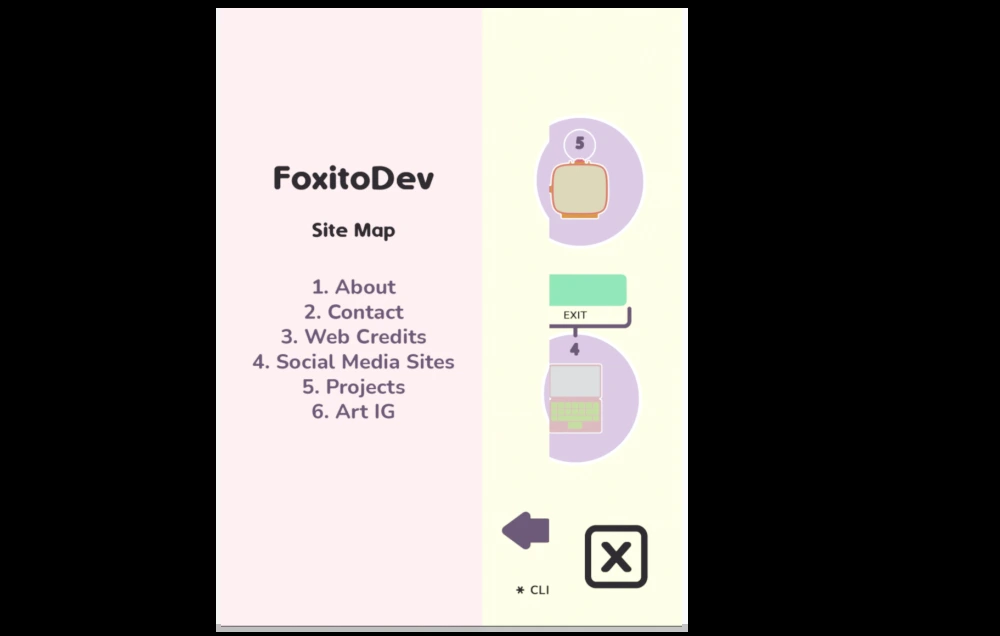 FoxitoDev
Site Map
1. About
2. Contact
3. Web Credits
4. Social Media Sites
5. Projects
6. Art IG
5
EXIT
4
X
* CLI